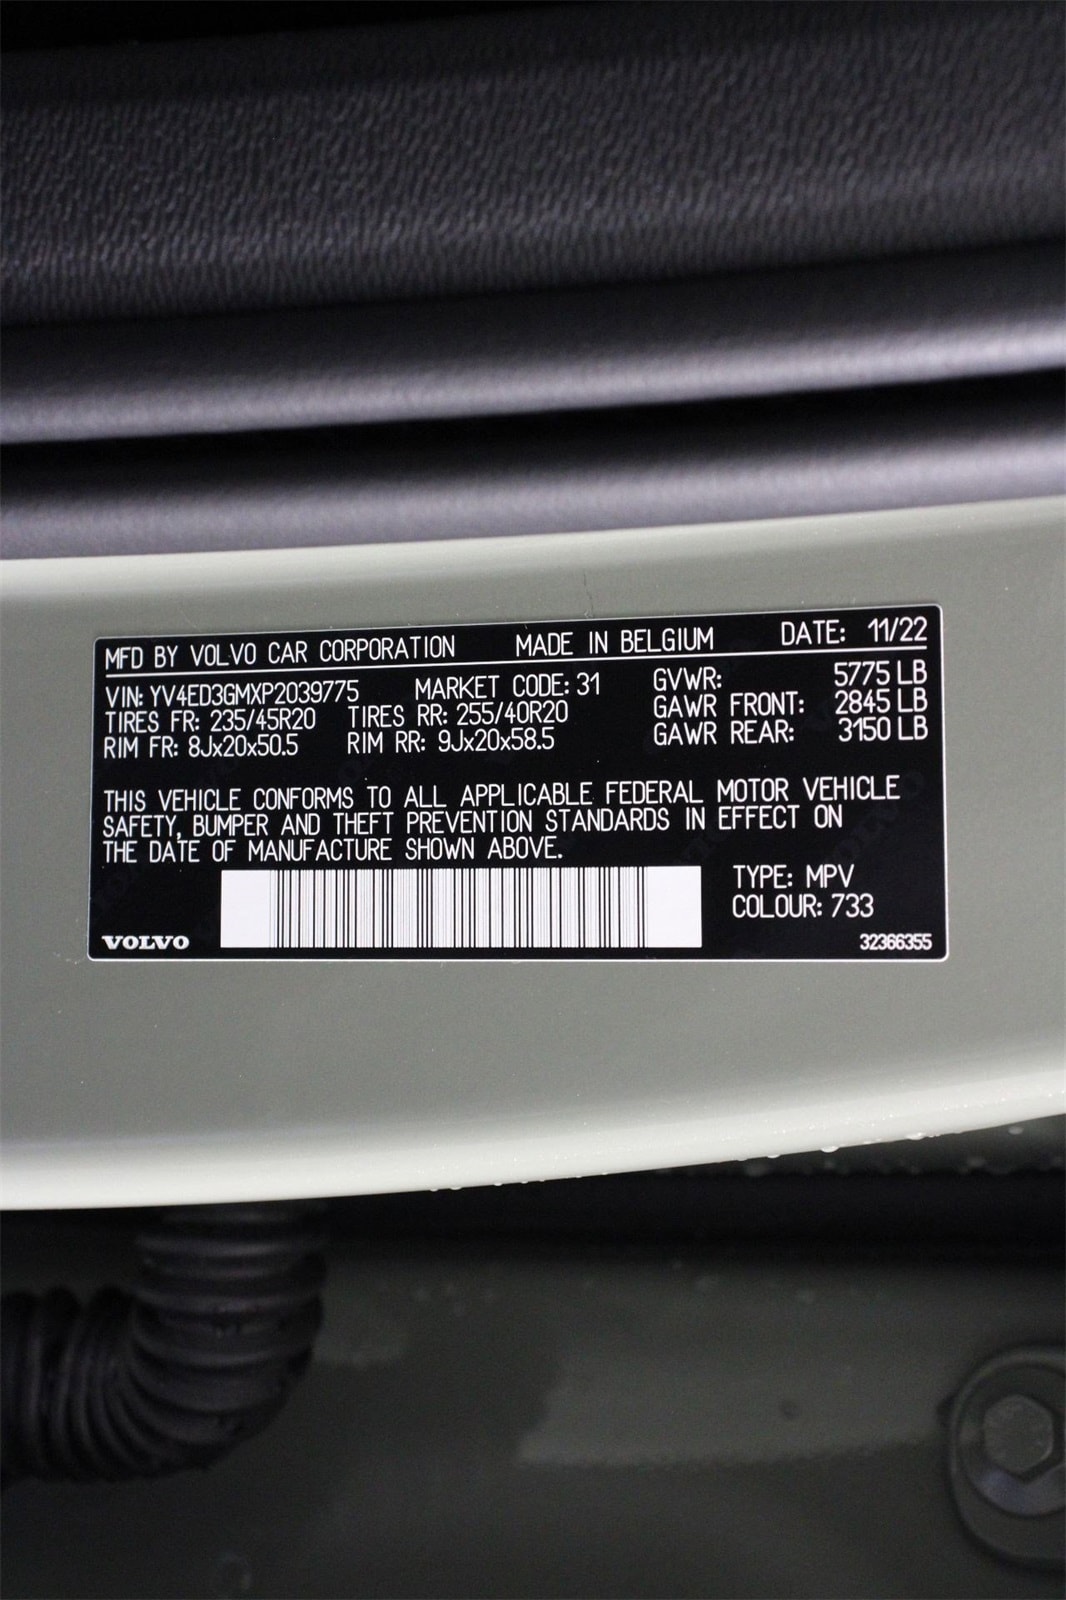 MFD BY VOLVO CAR CORPORATION MADE IN BELGIUM DATE: 11/22
VIN: YV4ED3GMXP2039775 MARKET CODE: 31 GVWR: 5775 LB
TIRES FR: 235/45R20 TIRES RR: 255/40R20 GAWR FRONT: 2845 LB
RIM FR: 8Jx20x50.5 RIM RR: 9Jx20x58.5 GAWR REAR: 3150 LB
THIS VEHICLE CONFORMS TO ALL APPLICABLE FEDERAL MOTOR VEHICLE
SAFETY, BUMPER AND THEFT PREVENTION STANDARDS IN EFFECT ON
THE DATE OF MANUFACTURE SHOWN ABOVE.
TYPE: MPV
COLOUR: 733
VOLVO 32366355